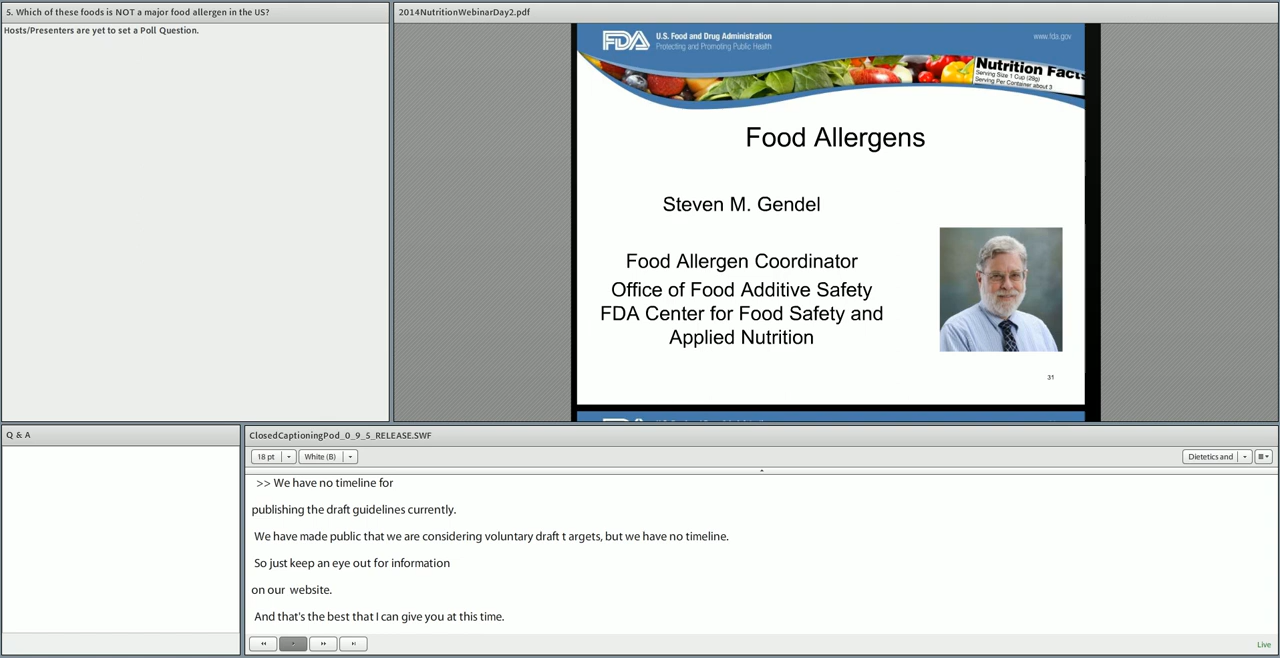 5. Which of these foods is NOT a major food allergen in the US?
Hosts/Presenters are yet to set a Poll Question.
2014NutritionWebinarDay2.pdf
FDA U.S. Food and Drug Administration
Protecting and Promoting Public Health
www.fda.gov
Nutrition Facts
Serving Size 1 Cup (28g)
Serving Per Container about 3
Food Allergens
Steven M. Gendel
Food Allergen Coordinator
Office of Food Additive Safety
FDA Center for Food Safety and
Applied Nutrition
31
Q & A
ClosedCaptioningPod_0_9_5_RELEASE.SWF
18 pt
White (B)
Dietetics and
>> We have no timeline for
publishing the draft guidelines currently.
We have made public that we are considering voluntary draft t argets, but we have no timeline.
So just keep an eye out for information
on our website.
And that's the best that I can give you at this time.
Live